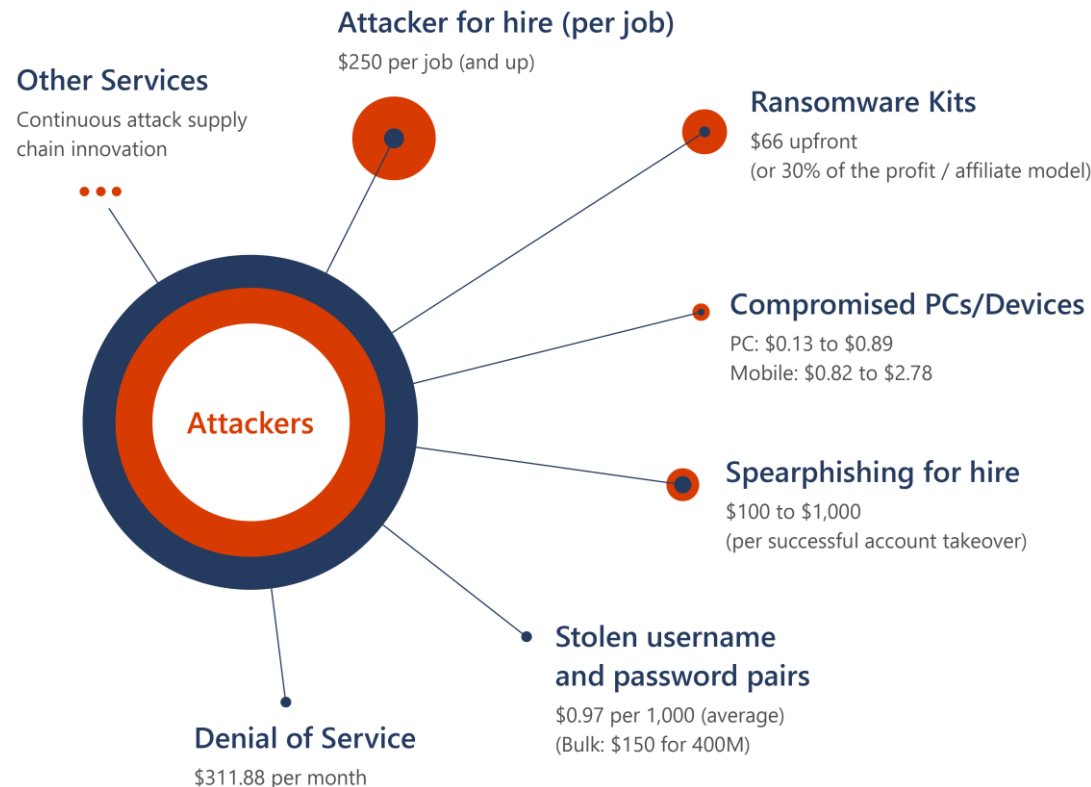 Attacker for hire (per job)
$250 per job (and up)
Other Services
Continuous attack supply
chain innovation
Ransomware Kits
$66 upfront
(or 30% of the profit / affiliate model)
Compromised PCs/Devices
PC: $0.13 to $0.89
Mobile: $0.82 to $2.78
Attackers
Spearphishing for hire
$100 to $1,000
(per successful account takeover)
Stolen username
and password pairs
$0.97 per 1,000 (average)
(Bulk: $150 for 400M)
Denial of Service
$311.88 per month